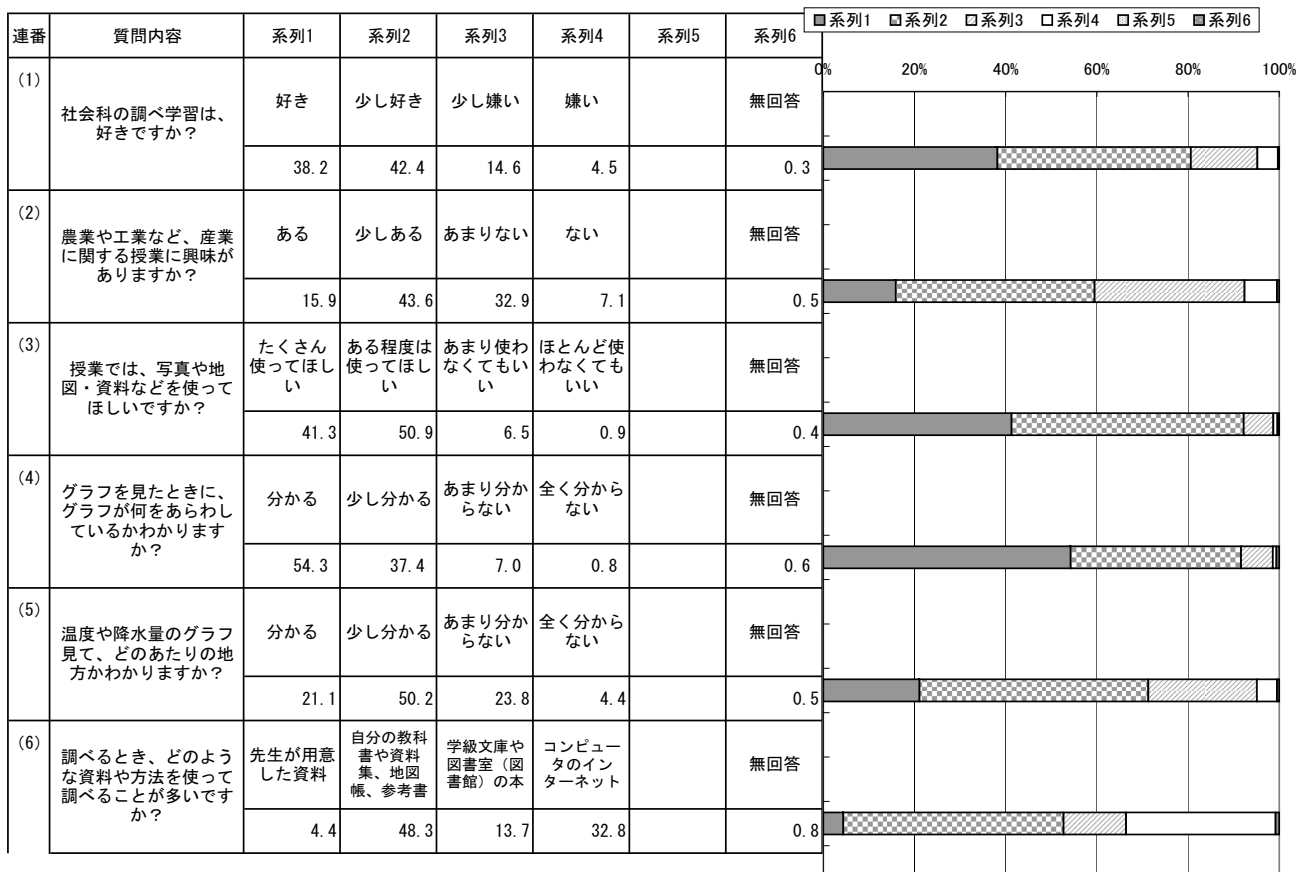 ■系列1 ■系列2 □系列3 □系列4 □系列5 ■系列6
連番 質問内容 系列1 系列2 系列3 系列4 系列5 系列6
0% 20% 40% 60% 80% 100%
(1)
社会科の調べ学習は、
好きですか？
好き 少し好き 少し嫌い 嫌い 無回答
38.2 42.4 14.6 4.5 0.3
(2)
農業や工業など、産業
に関する授業に興味が
ありますか？
ある 少しある あまりない ない 無回答
15.9 43.6 32.9 7.1 0.5
(3)
授業では、写真や地
図・資料などを使って
ほしいですか？
たくさん
使ってほし
い
ある程度は
使ってほし
い
あまり使わ
なくてもい
い
ほとんど使
わなくても
いい
無回答
41.3 50.9 6.5 0.9 0.4
(4)
グラフを見たときに、
グラフが何をあらわし
ているかわかります
か？
分かる 少し分かる
あまり分か
らない
全く分から
ない
無回答
54.3 37.4 7.0 0.8 0.6
(5)
温度や降水量のグラフ
見て、どのあたりの地
方かわかりますか？
分かる 少し分かる
あまり分か
らない
全く分から
ない
無回答
21.1 50.2 23.8 4.4 0.5
(6)
調べるとき、どのよう
な資料や方法を使って
調べることが多いです
か？
先生が用意
した資料
自分の教科
書や資料
集、地図
帳、参考書
学級文庫や
図書室（図
書館）の本
コンピュー
タのイン
ターネット
無回答
4.4 48.3 13.7 32.8 0.8